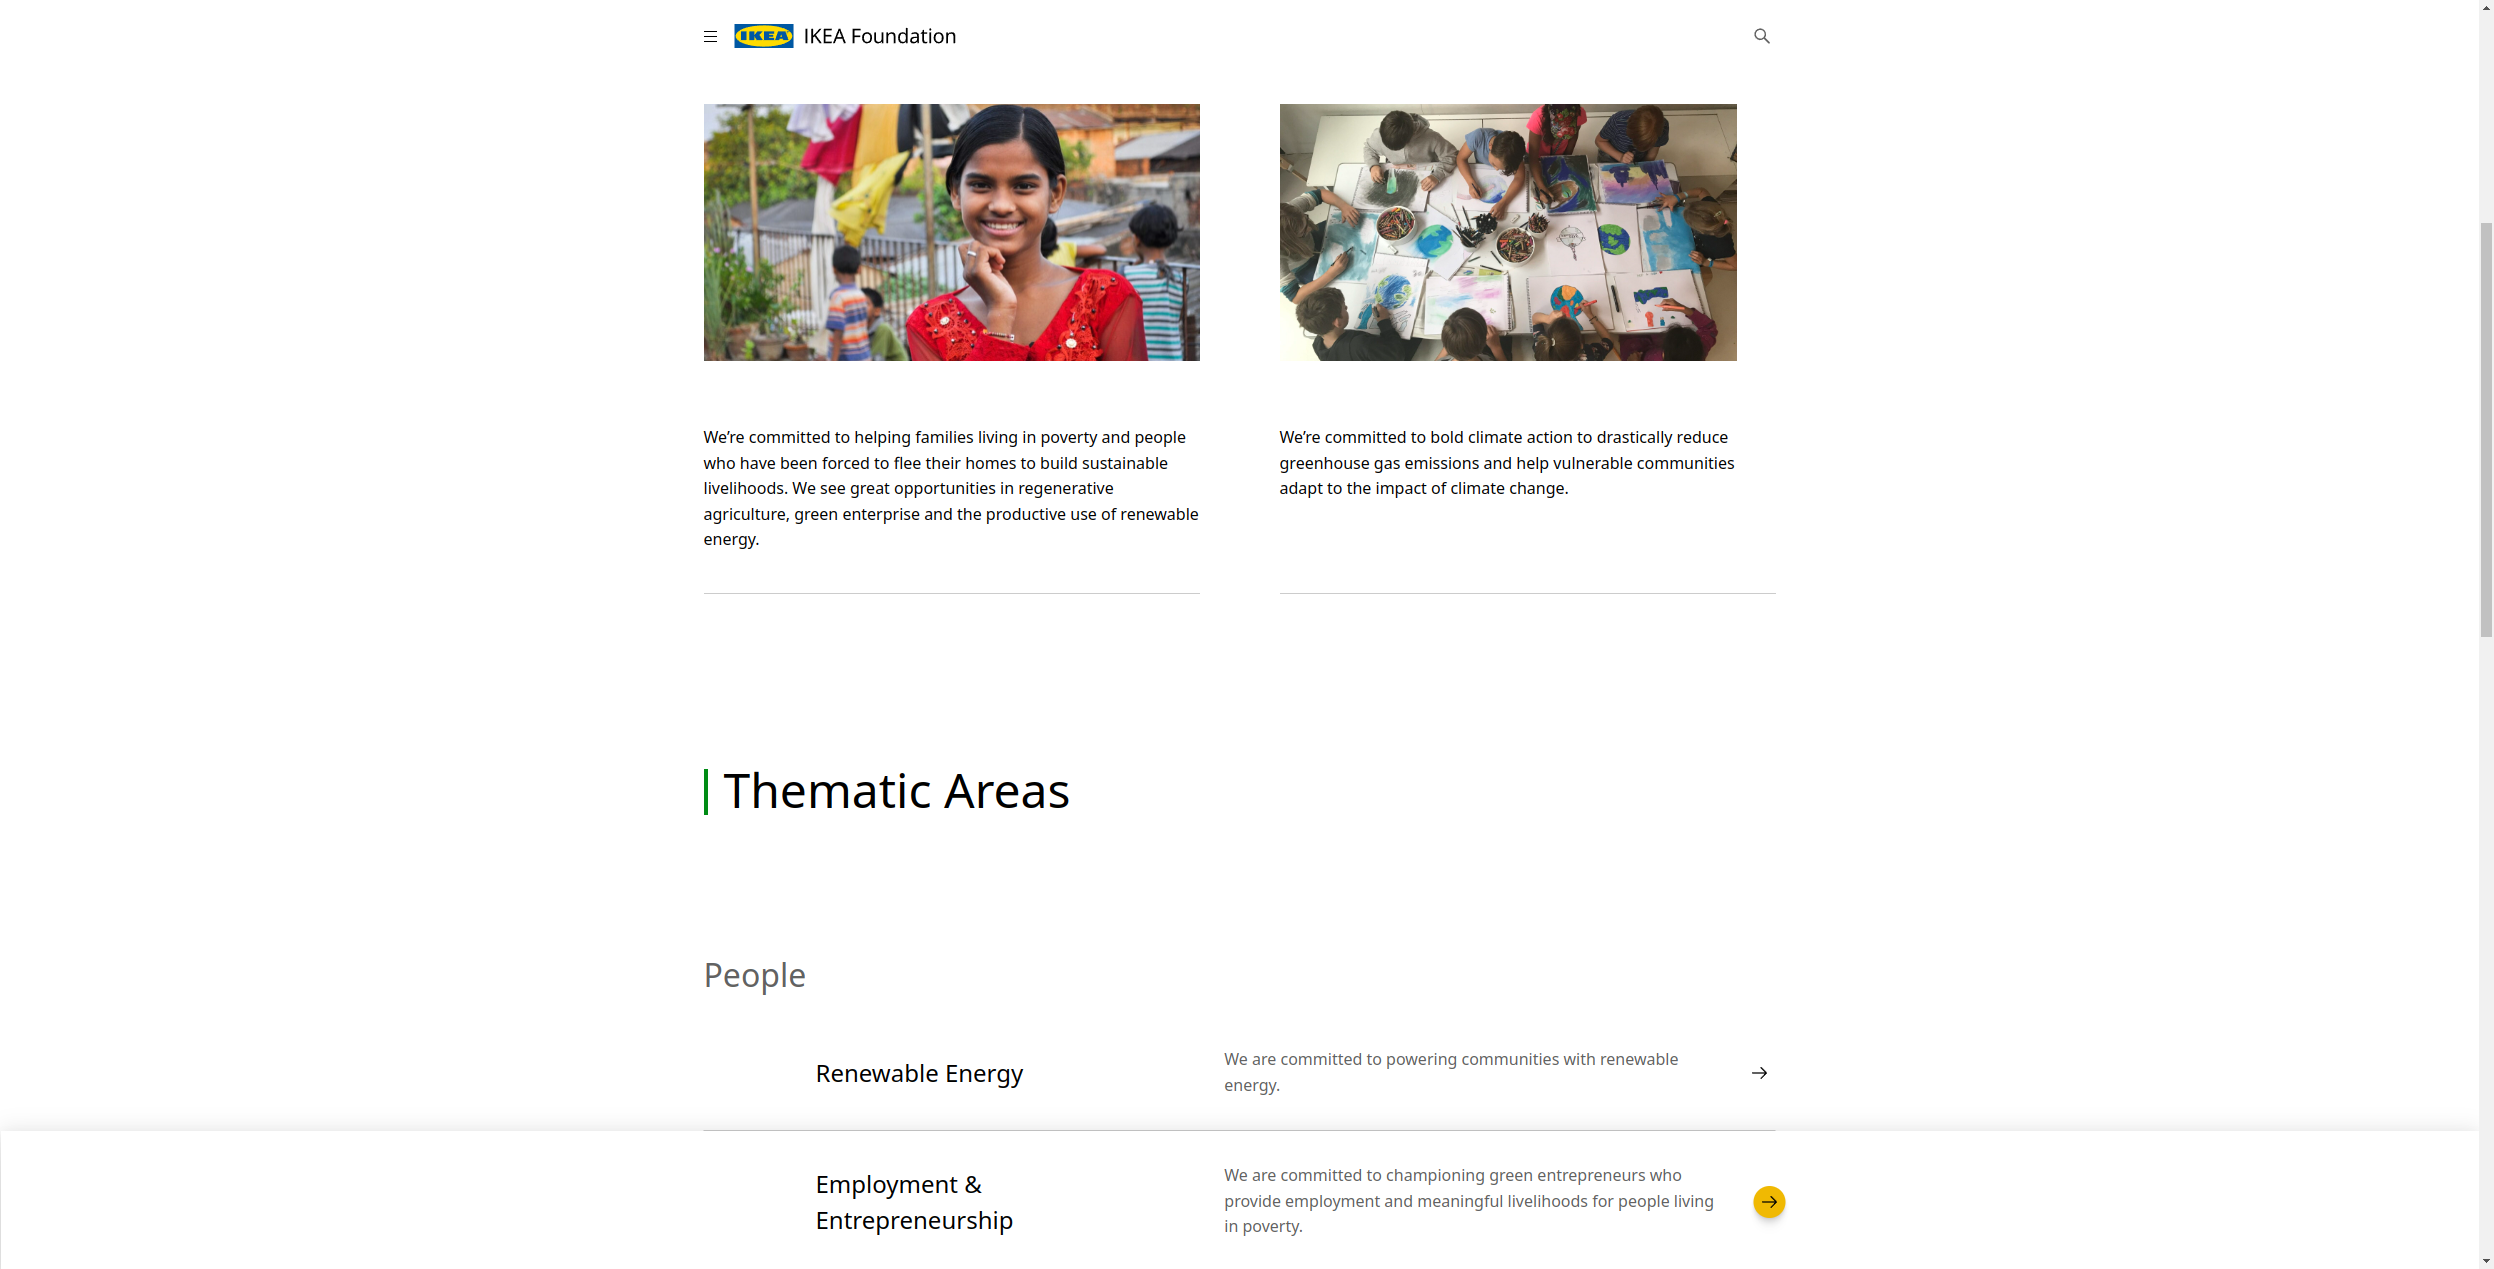 IKEA IKEA Foundation
We're committed to helping families living in poverty and people
who have been forced to flee their homes to build sustainable
livelihoods. We see great opportunities in regenerative
agriculture, green enterprise and the productive use of renewable
energy.
We're committed to bold climate action to drastically reduce
greenhouse gas emissions and help vulnerable communities
adapt to the impact of climate change.
Thematic Areas
People
Renewable Energy
We are committed to powering communities with renewable
energy.
Employment &
Entrepreneurship
We are committed to championing green entrepreneurs who
provide employment and meaningful livelihoods for people living
in poverty.